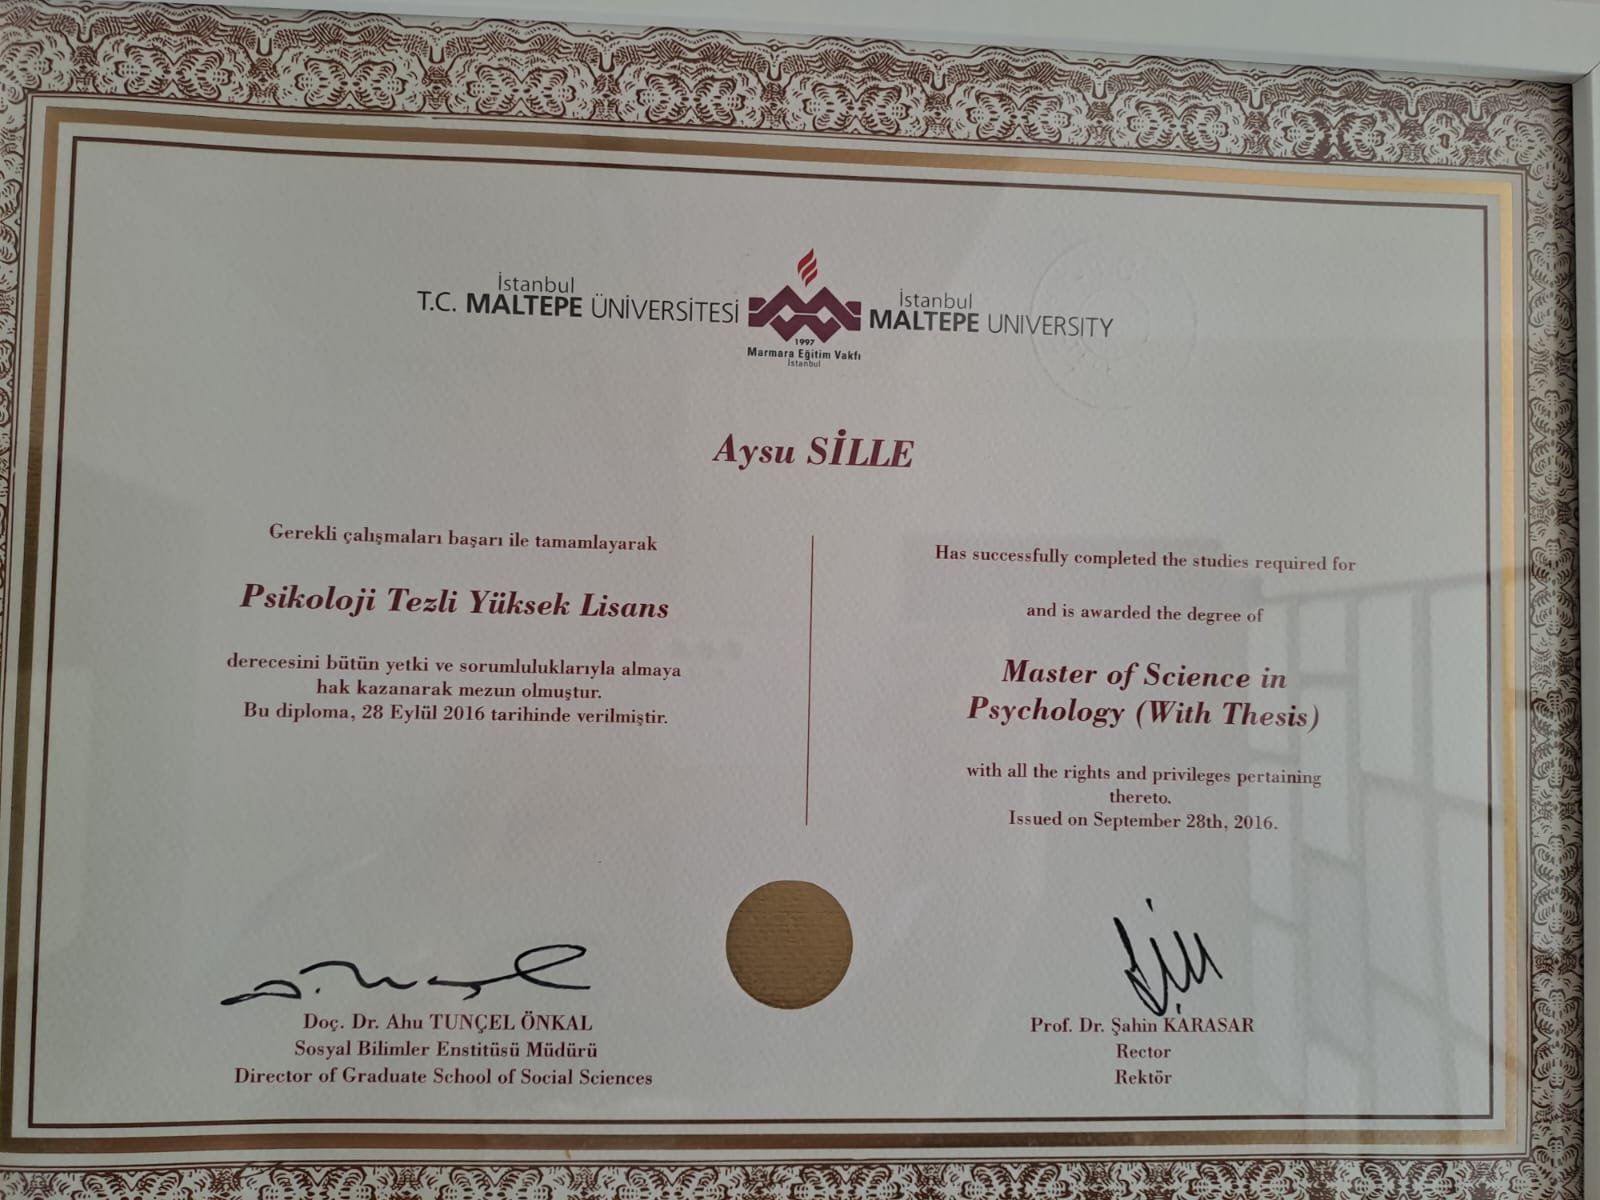 İstanbul
T.C. MALTEPE ÜNİVERSİTESİ
1997
Marmara Eğitim Vakfı
İstanbul
İstanbul
MALTEPE UNIVERSITY
Aysu SİLLE
Gerekli çalışmaları başarı ile tamamlayarak
Psikoloji Tezli Yüksek Lisans
derecesini bütün yetki ve sorumluluklarıyla almaya
hak kazanarak mezun olmuştur.
Bu diploma, 28 Eylül 2016 tarihinde verilmiştir.
Has successfully completed the studies required for
and is awarded the degree of
Master of Science in
Psychology (With Thesis)
with all the rights and privileges pertaining
thereto.
Issued on September 28th, 2016.
Doç. Dr. Ahu TUNÇEL ÖNKAL
Sosyal Bilimler Enstitüsü Müdürü
Director of Graduate School of Social Sciences
Prof. Dr. Şahin KARASAR
Rector
Rektör